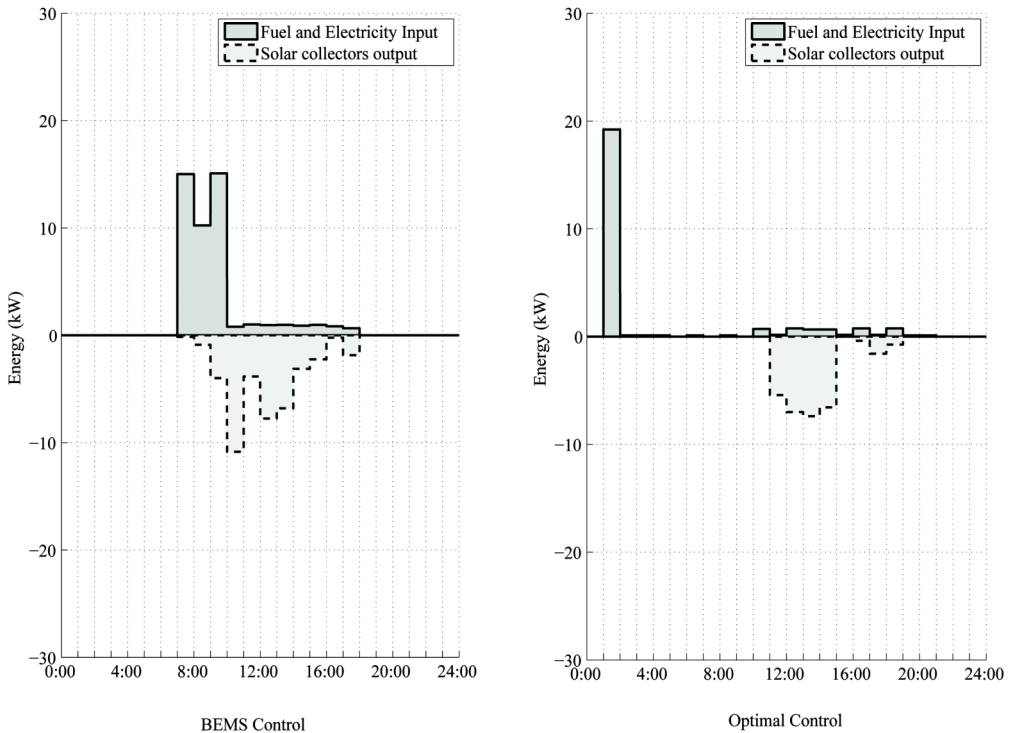 30
20
10
0
−10
−20
−30
Energy (kW)
Fuel and Electricity Input
Solar collectors output
0:00 4:00 8:00 12:00 16:00 20:00 24:00
BEMS Control
30
20
10
0
−10
−20
−30
Energy (kW)
Fuel and Electricity Input
Solar collectors output
0:00 4:00 8:00 12:00 16:00 20:00 24:00
Optimal Control